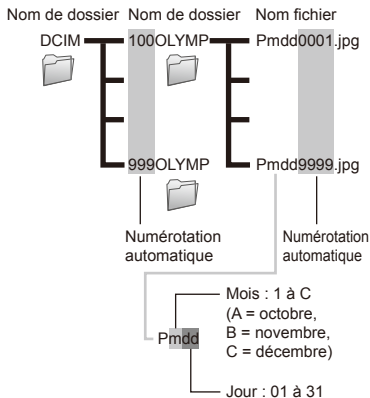 Nom de dossier Nom de dossier Nom fichier
DCIM 100OLYMP Pmdd0001.jpg
999OLYMP Pmdd9999.jpg
Numérotation
automatique
Numérotation
automatique
Mois : 1 à C
(A = octobre,
B = novembre,
C = décembre)
Pmdd
Jour : 01 à 31